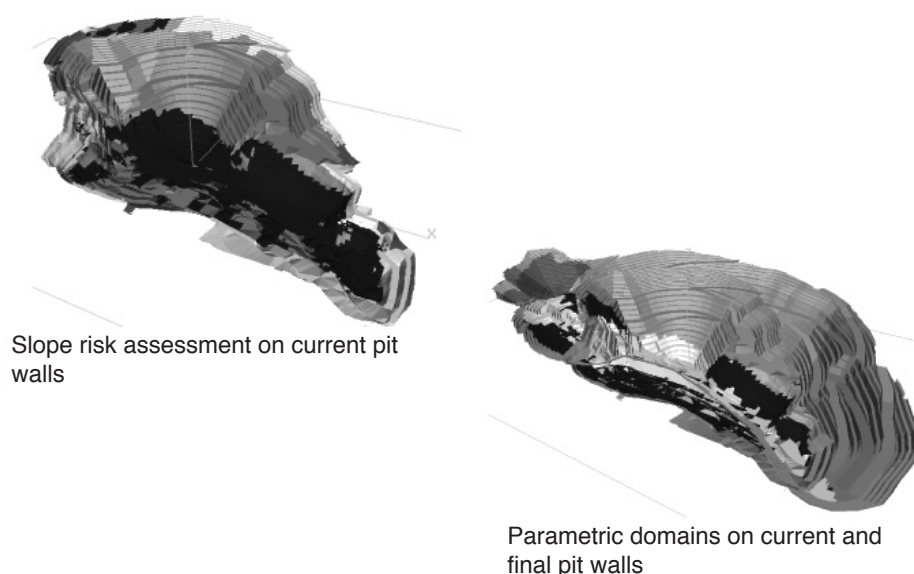 X
Slope risk assessment on current pit
walls
Parametric domains on current and
final pit walls